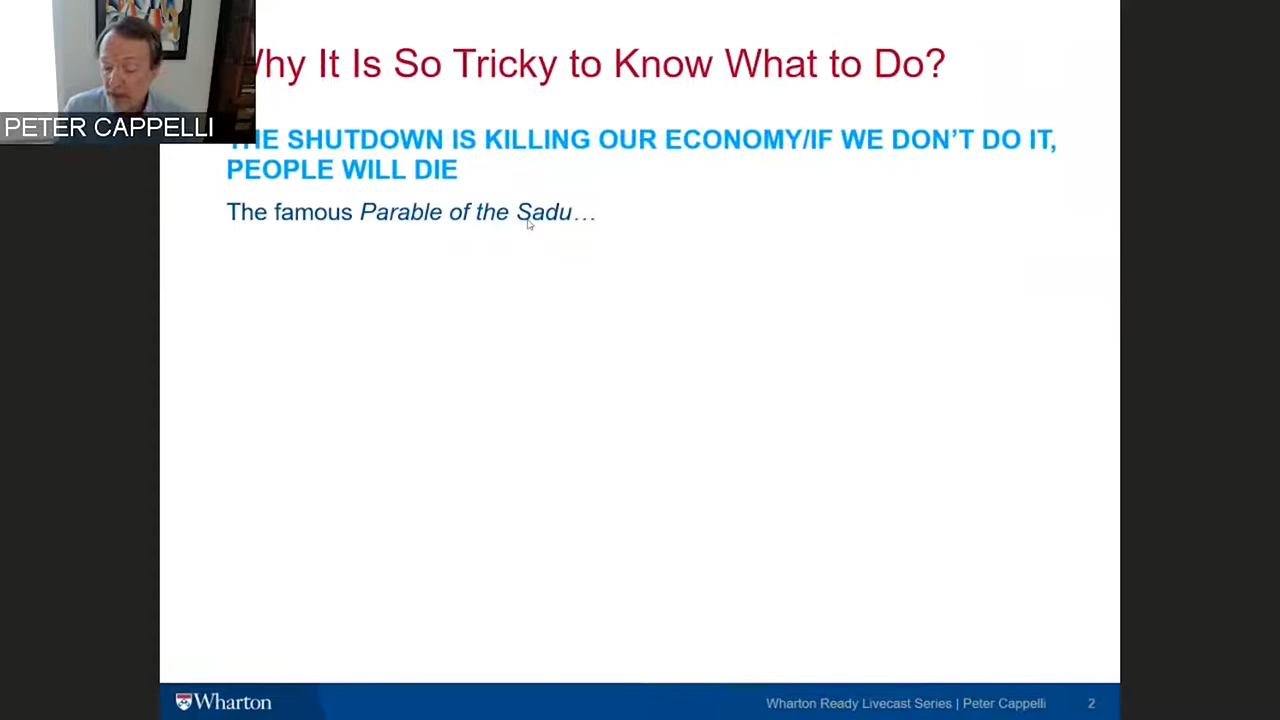 hy It Is So Tricky to Know What to Do?
PETER CAPPELLI
HE SHUTDOWN IS KILLING OUR ECONOMY/IF WE DON'T DO IT,
PEOPLE WILL DIE
The famous Parable of the Sadu…
Wharton
Wharton Ready Livecast Series | Peter Cappelli 2